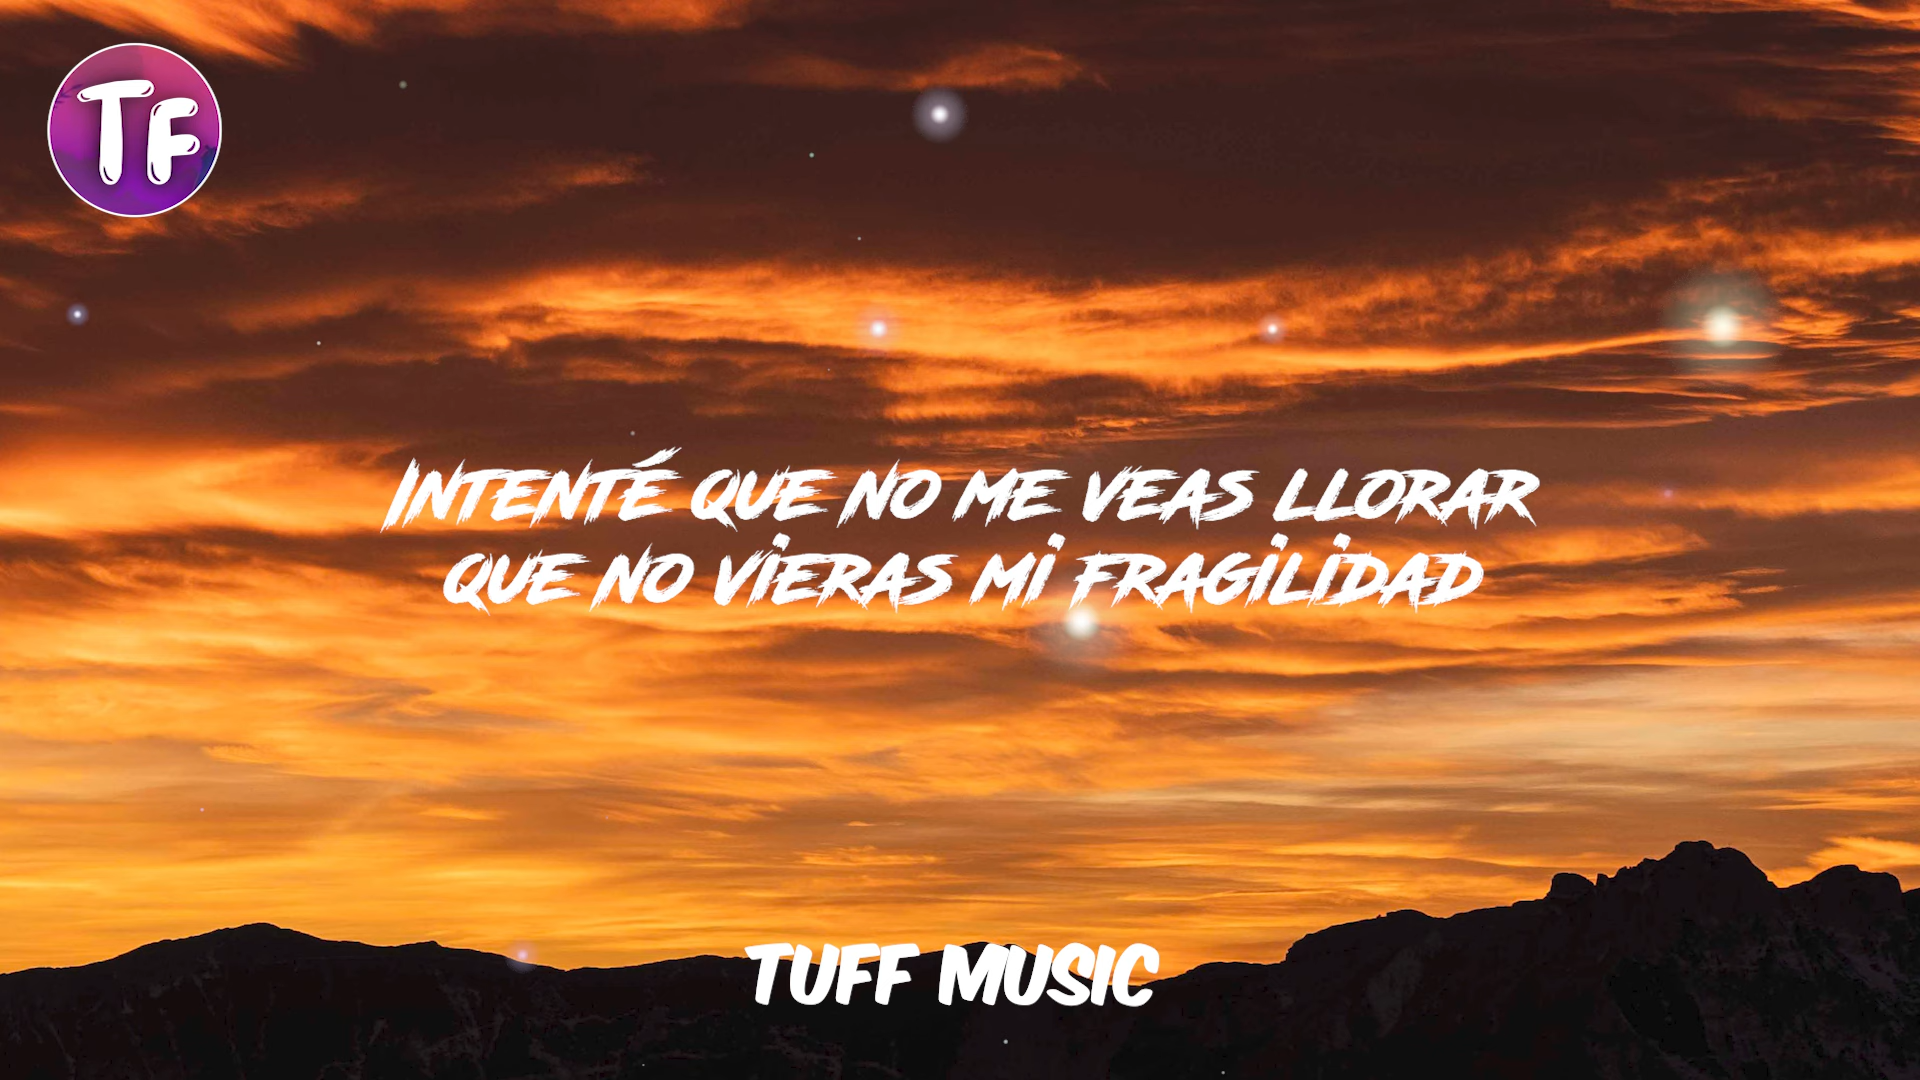 TF
INTENTÉ QUE NO ME VEAS LLORAR
QUE NO VIERAS MI FRAGILIDAD
TUFF MUSIC